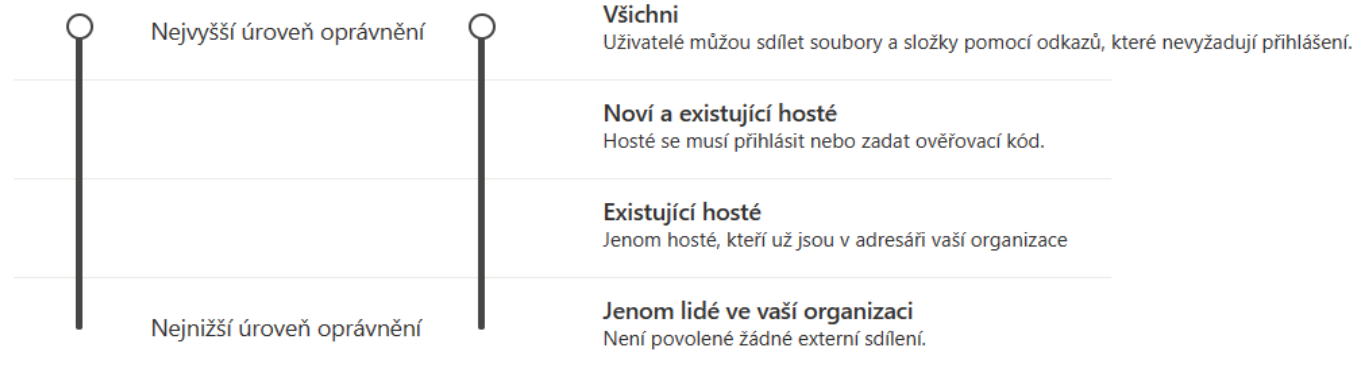 Nejvyšší úroveň oprávnění
Všichni
Uživatelé můžou sdílet soubory a složky pomocí odkazů, které nevyžadují přihlášení.
Noví a existující hosté
Hosté se musí přihlásit nebo zadat ověřovací kód.
Existující hosté
Jenom hosté, kteří už jsou v adresáři vaší organizace
Nejnižší úroveň oprávnění
Jenom lidé ve vaší organizaci
Není povolené žádné externí sdílení.